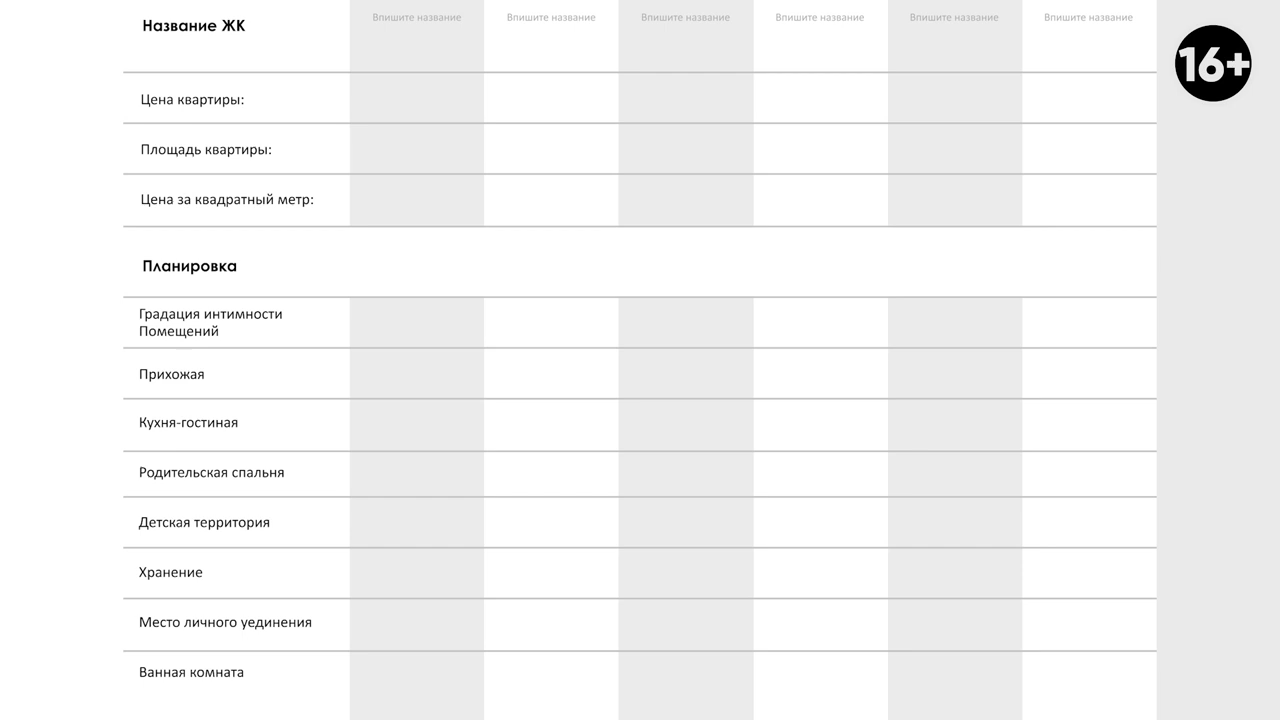 Название ЖК
Впишите название
Впишите название
Впишите название
Впишите название
Впишите название
Впишите название
16+
Цена квартиры:
Площадь квартиры:
Цена за квадратный метр:
Планировка
Градация интимности
Помещений
Прихожая
Кухня-гостиная
Родительская спальня
Детская территория
Хранение
Место личного уединения
Ванная комната